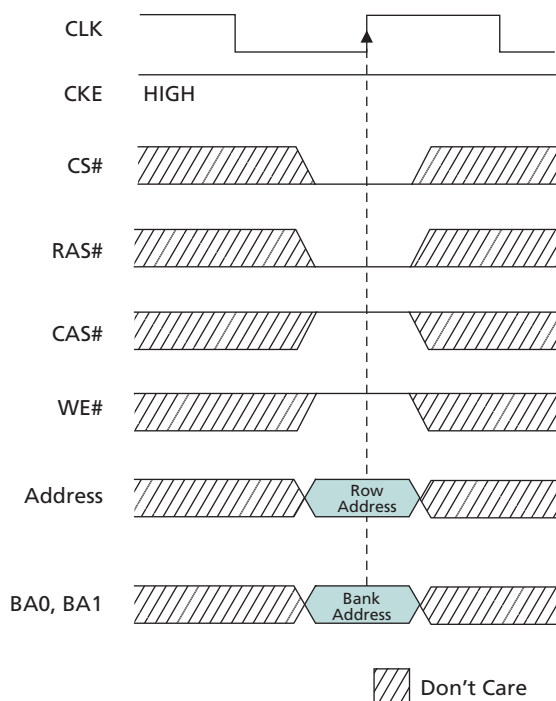 CLK
CKE HIGH
CS#
RAS#
CAS#
WE#
Address
Row
Address
BA0, BA1
Bank
Address
Don't Care